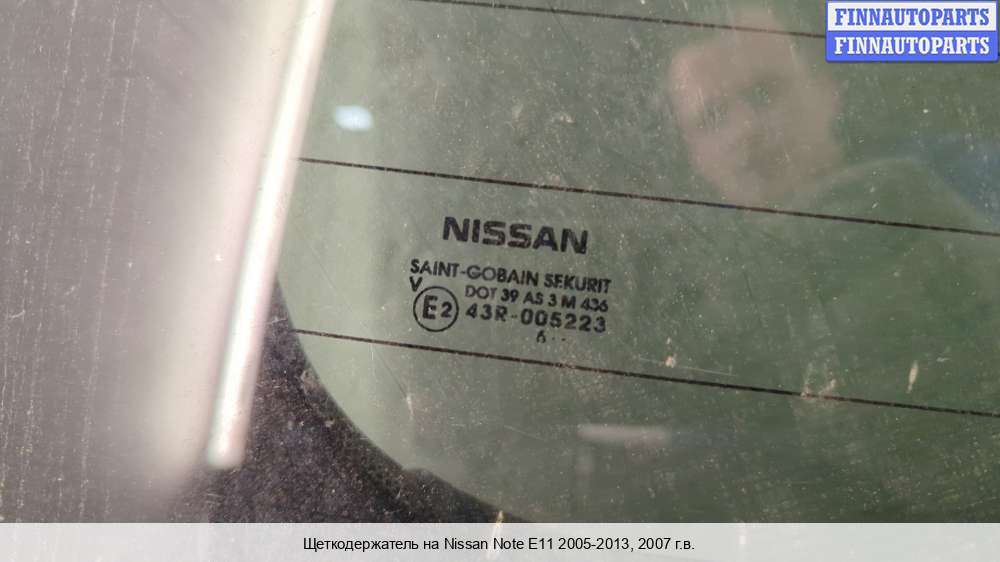 FINNAUTOPARTS
FINNAUTOPARTS
NISSAN
SAINT-GOBAIN SEKURIT
V
DOT 39 AS 3 M 436
E2 43R-005223
6 ..
Щеткодержатель на Nissan Note E11 2005-2013, 2007 г.в.